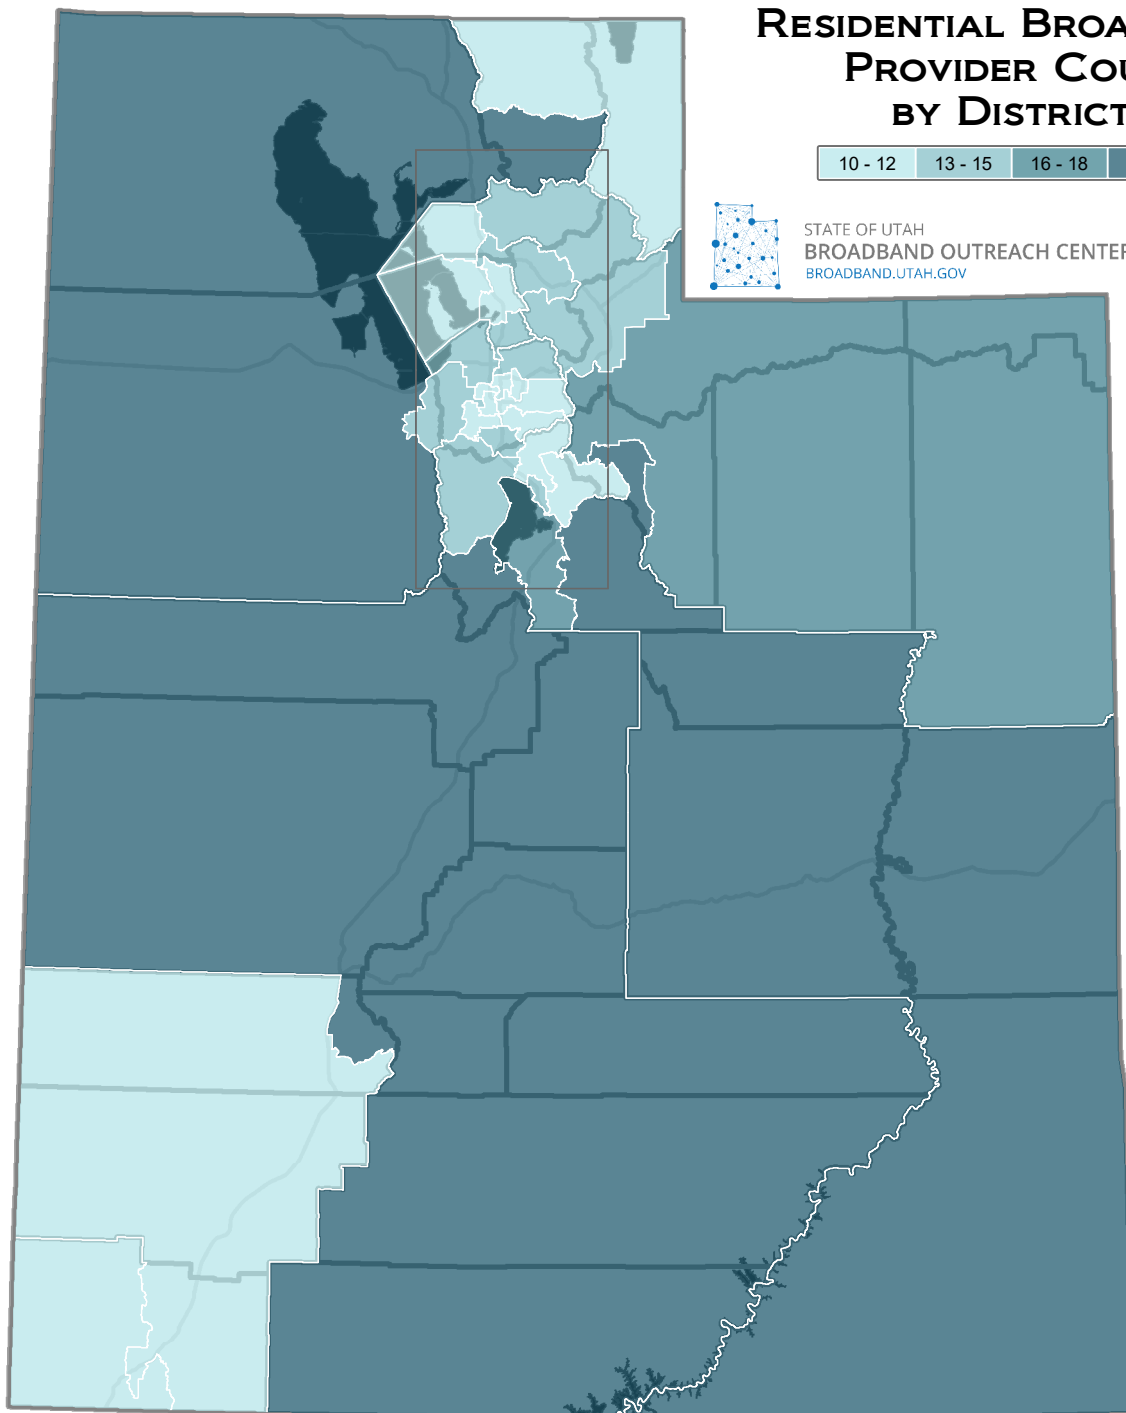 RESIDENTIAL BROA
PROVIDER COU
BY DISTRICT
10 - 12
13 - 15
16 - 18
STATE OF UTAH
BROADBAND OUTREACH CENTER
BROADBAND.UTAH.GOV